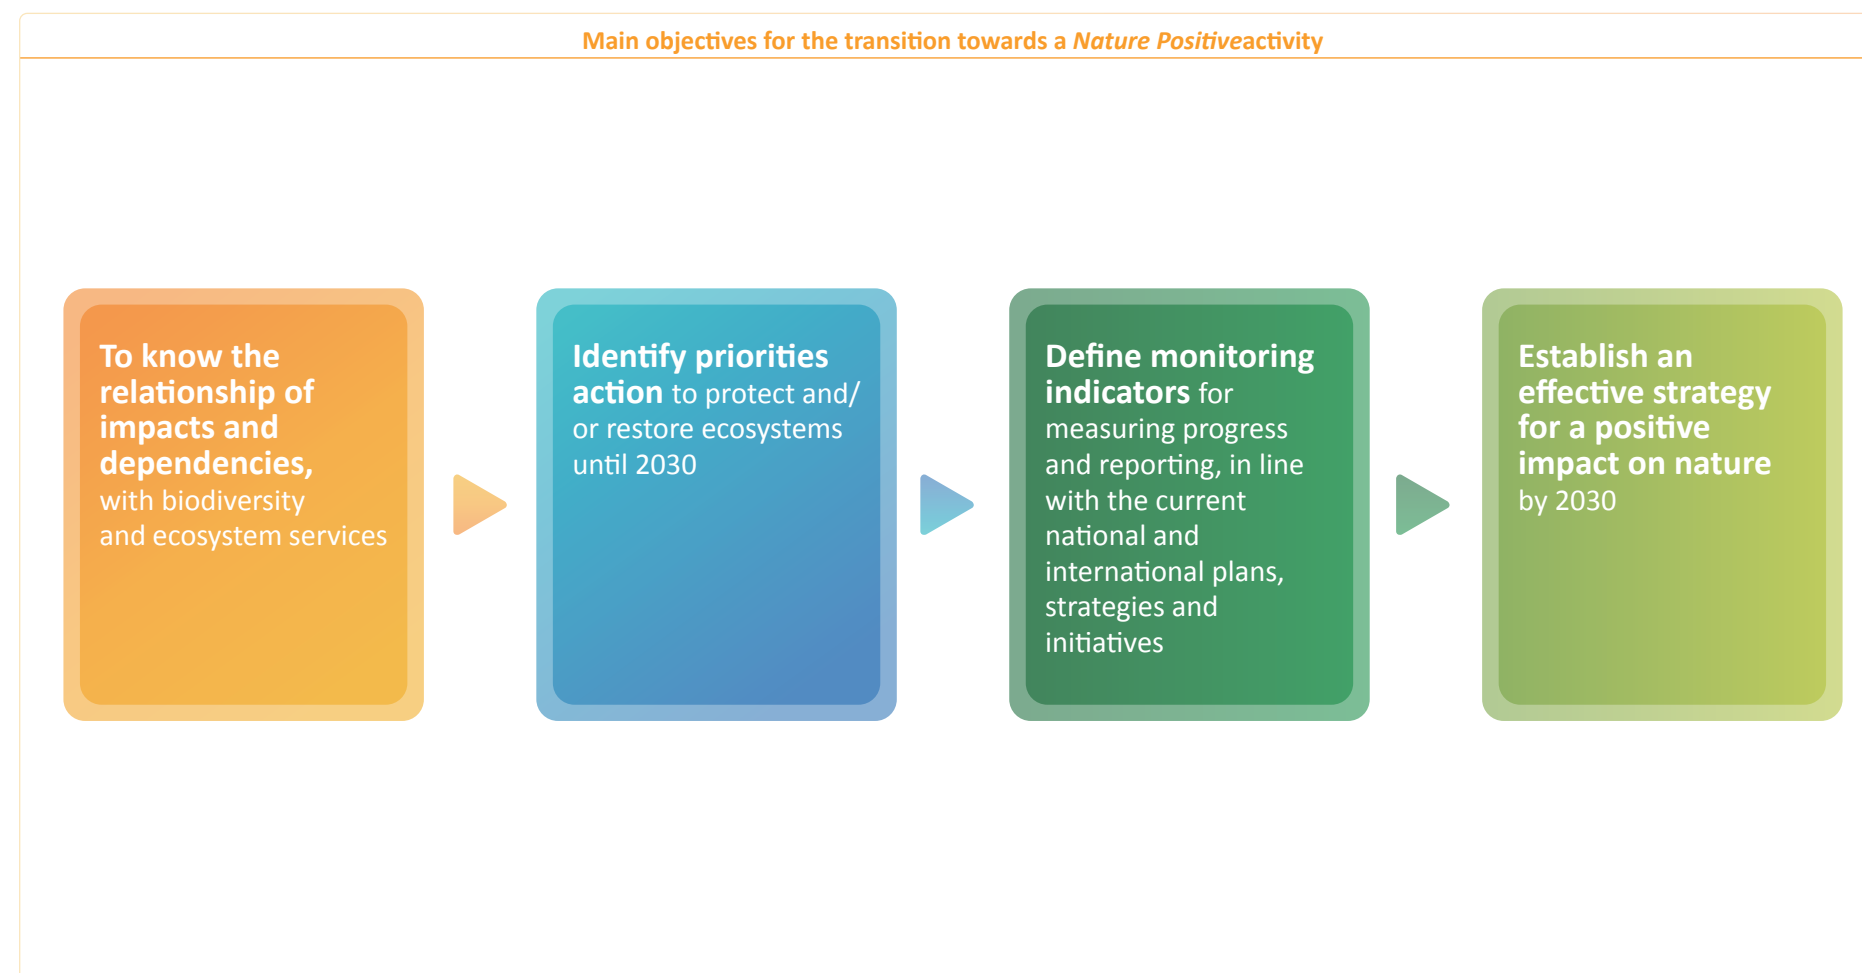 Main objectives for the transition towards a Nature Positiveactivity
To know the
relationship of
impacts and
dependencies,
with biodiversity
and ecosystem services
Identify priorities
action to protect and/
or restore ecosystems
until 2030
Define monitoring
indicators for
measuring progress
and reporting, in line
with the current
national and
international plans,
strategies and
initiatives
Establish an
effective strategy
for a positive
impact on nature
by 2030